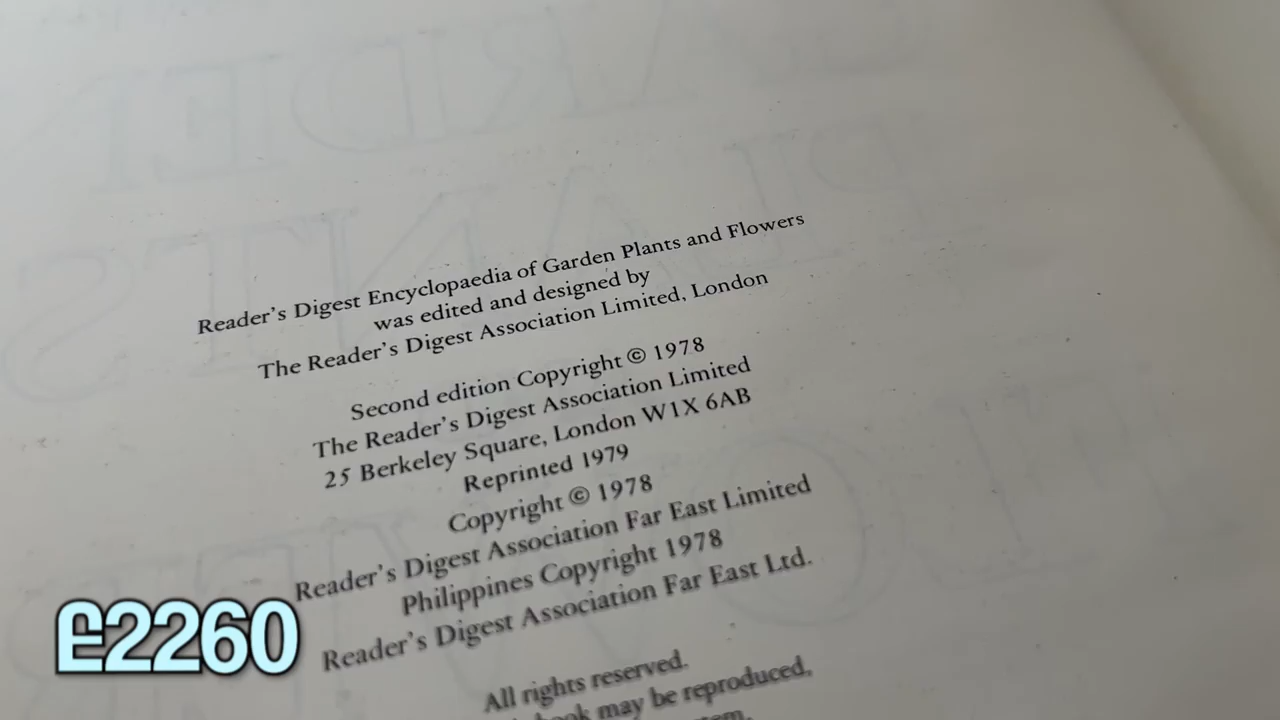 Reader's Digest Encyclopaedia of Garden Plants and Flowers
was edited and designed by
The Reader's Digest Association Limited, London
Second edition Copyright © 1978
The Reader's Digest Association Limited
25 Berkeley Square, London W1X 6AB
Reprinted 1979
Copyright © 1978
Reader's Digest Association Far East Limited
Philippines Copyright 1978
Reader's Digest Association Far East Ltd.
All rights reserved.
book may be reproduced,
£2260